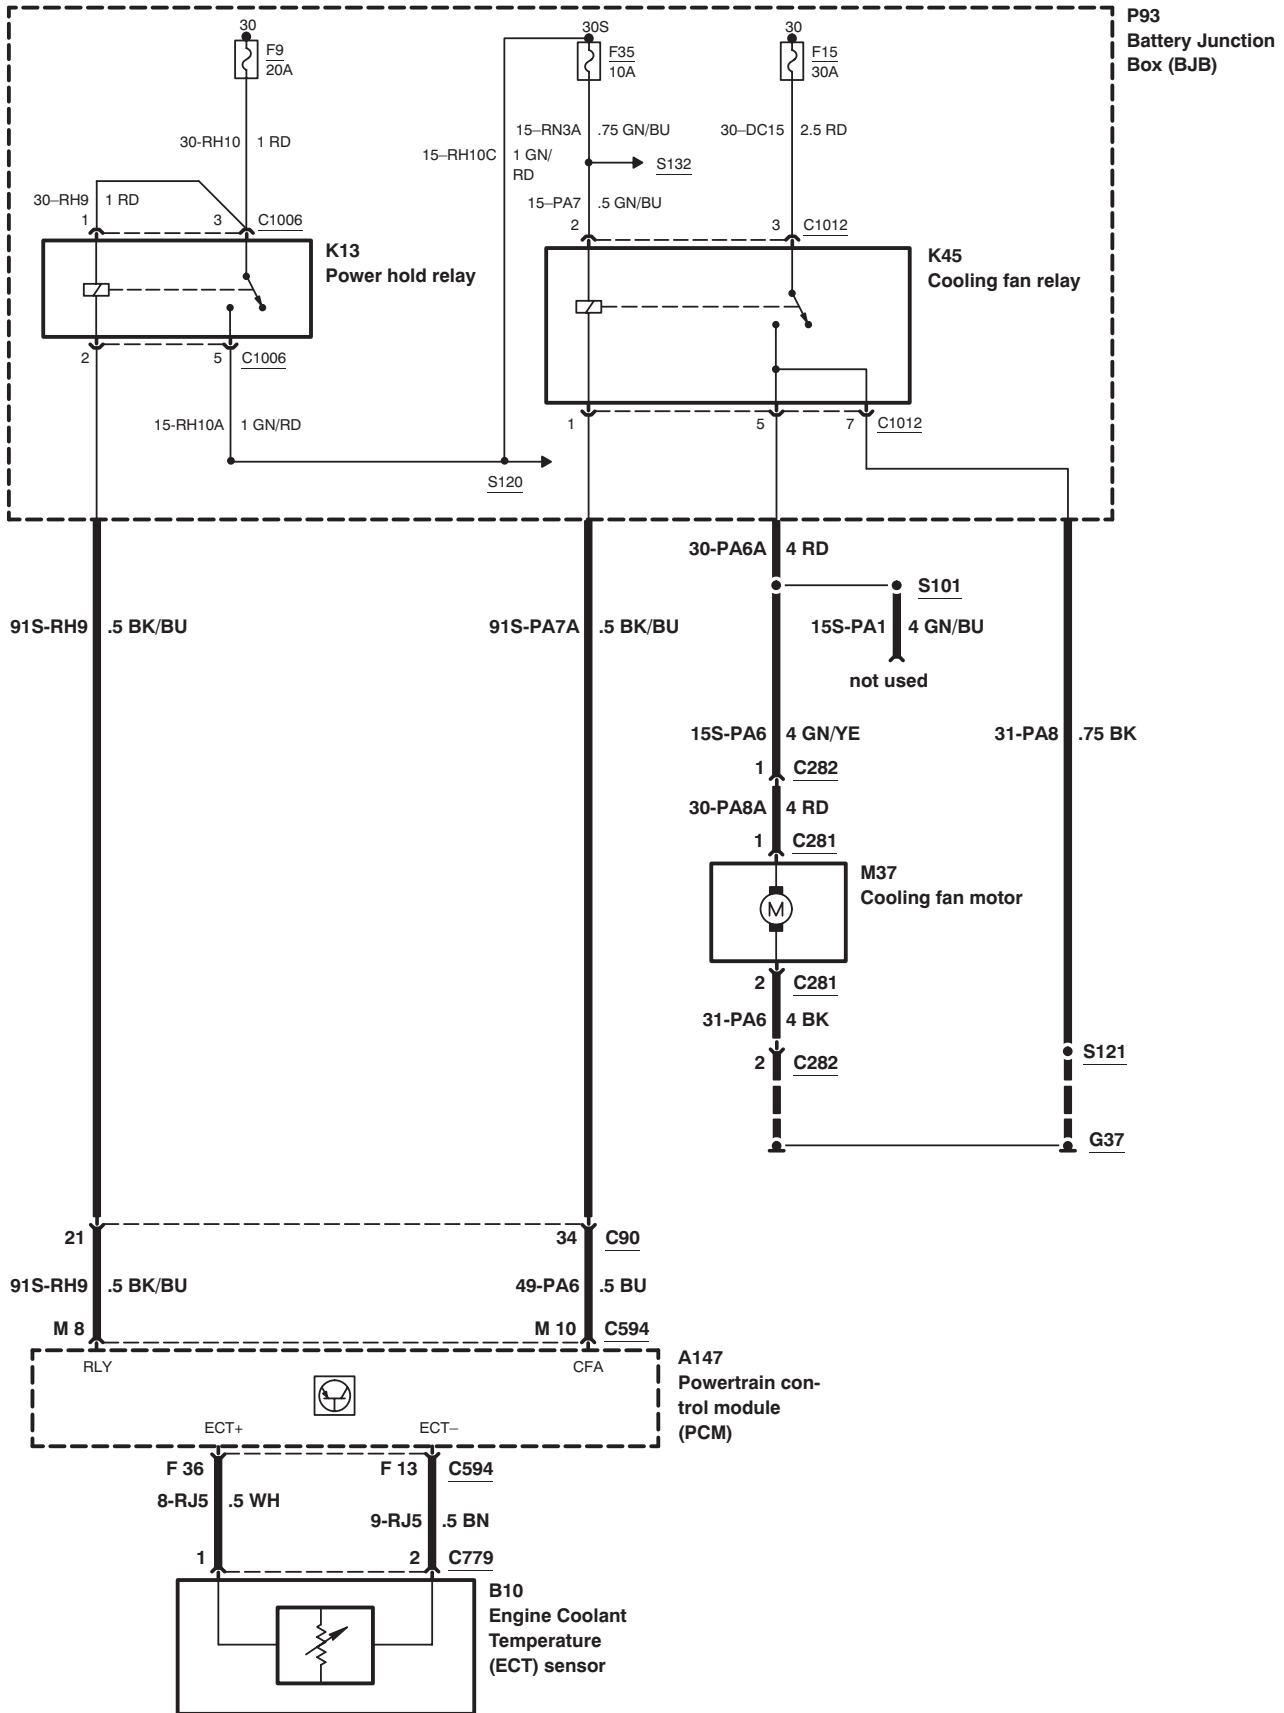 P93
Battery Junction
Box (BJB)
30
F9
20A
30S
F35
10A
30
F15
30A
30-RH10 1 RD
15–RH10C 1 GN/
RD
15–RN3A .75 GN/BU
S132
30–DC15 2.5 RD
30–RH9 1 RD
15–PA7 .5 GN/BU
1 3 C1006
2 3 C1012
K13
Power hold relay
K45
Cooling fan relay
2 5 C1006
1 5 7 C1012
15-RH10A 1 GN/RD
S120
30-PA6A 4 RD
S101
91S-RH9 .5 BK/BU
91S-PA7A .5 BK/BU
15S-PA1 4 GN/BU
not used
15S-PA6 4 GN/YE
31-PA8 .75 BK
1 C282
30-PA8A 4 RD
1 C281
M37
Cooling fan motor
M
2 C281
31-PA6 4 BK
2 C282
S121
G37
21 34 C90
91S-RH9 .5 BK/BU
49-PA6 .5 BU
M 8 M 10 C594
RLY CFA
A147
Powertrain con-
trol module
(PCM)
ECT+ ECT–
F 36 F 13 C594
8-RJ5 .5 WH
9-RJ5 .5 BN
1 2 C779
B10
Engine Coolant
Temperature
(ECT) sensor